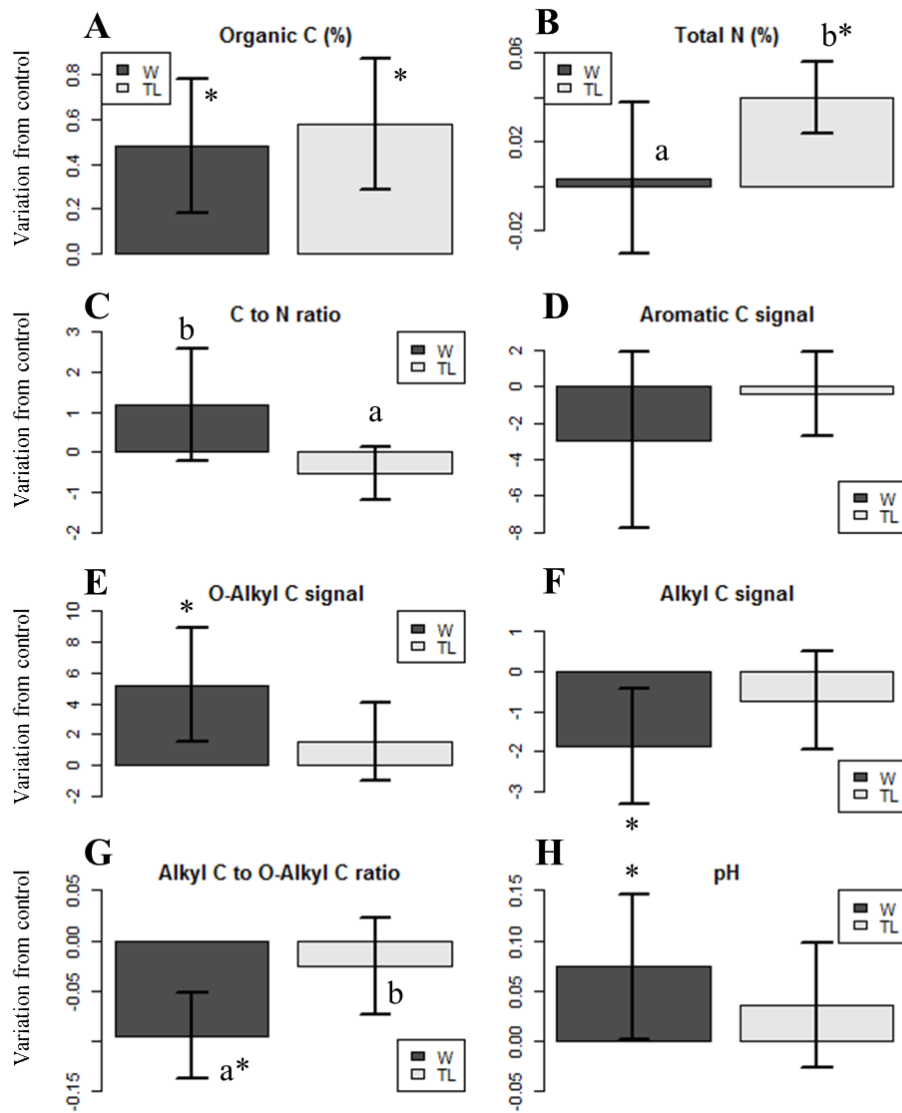 A
Organic C (%)
W
TL
*
*
Variation from control
0.0 0.2 0.4 0.6 0.8
B
Total N (%)
b*
W
TL
a
-0.02 0.02 0.06
C
C to N ratio
b
W
TL
a
Variation from control
-2 -1 0 1 2 3
D
Aromatic C signal
W
TL
-8 -6 -4 -2 0 2
E
O-Alkyl C signal
*
W
TL
Variation from control
-2 0 2 4 6 8 10
F
Alkyl C signal
W
TL
*
-3 -2 -1 0 1
G
Alkyl C to O-Alkyl C ratio
b
a*
W
TL
Variation from control
-0.15 -0.05 0.00 0.05
H
pH
*
W
TL
-0.05 0.00 0.05 0.10 0.15